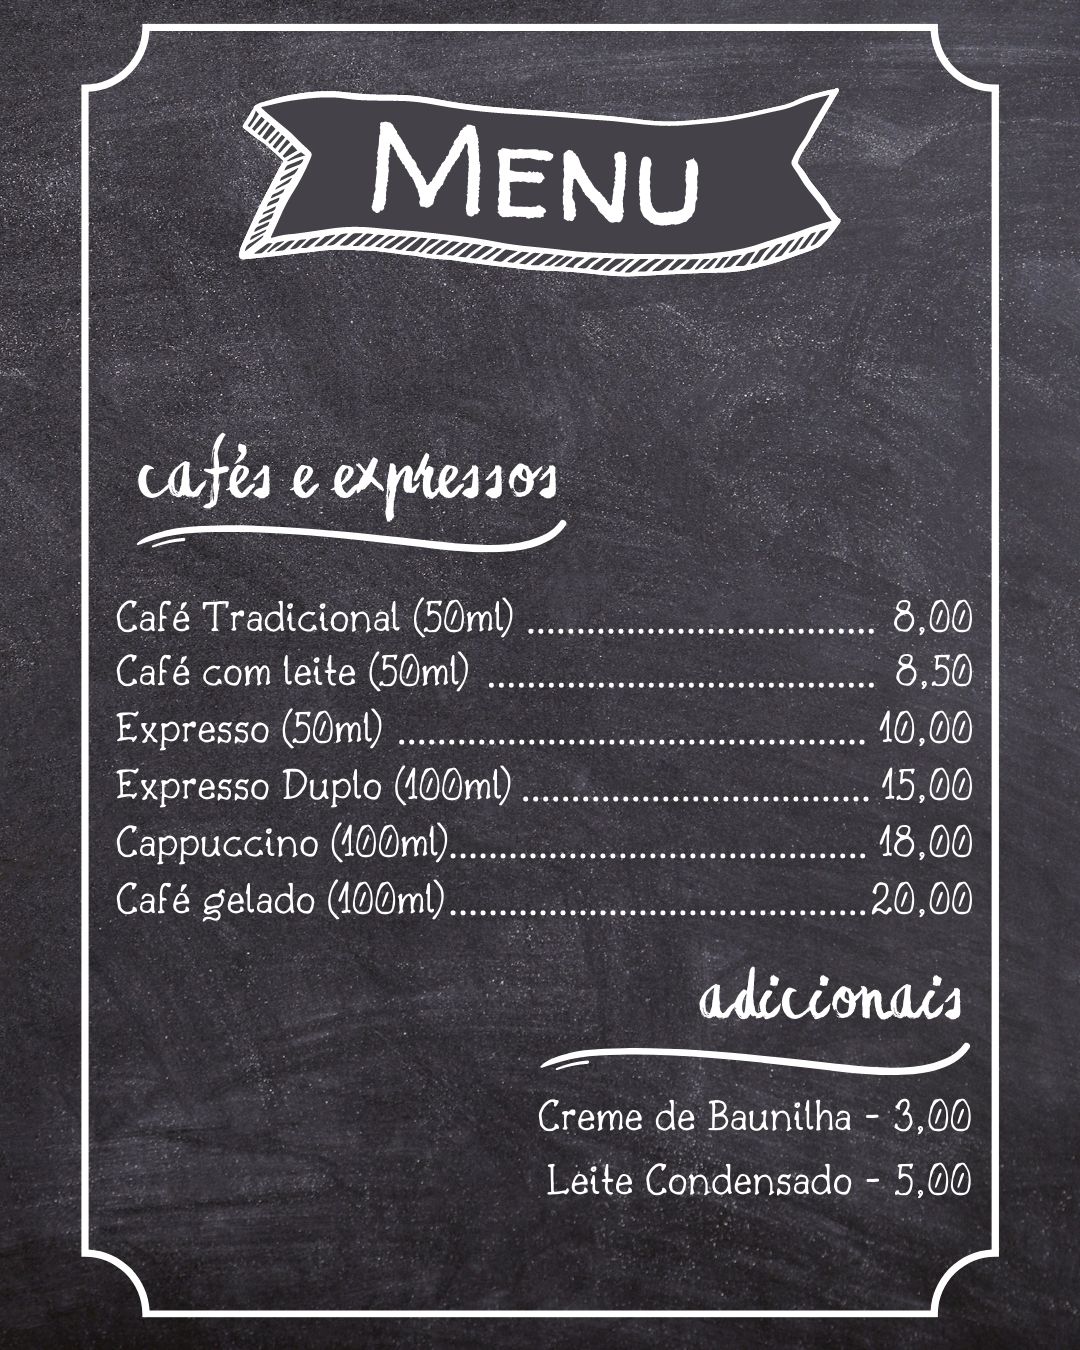 MENU
cafés e expressos
Café Tradicional (50ml) ................................... 8,00
Café com leite (50ml) ....................................... 8,50
Expresso (50ml) ............................................... 10,00
Expresso Duplo (100ml) ................................... 15,00
Cappuccino (100ml).......................................... 18,00
Café gelado (100ml)..........................................20,00
adicionais
Creme de Baunilha - 3,00
Leite Condensado - 5,00